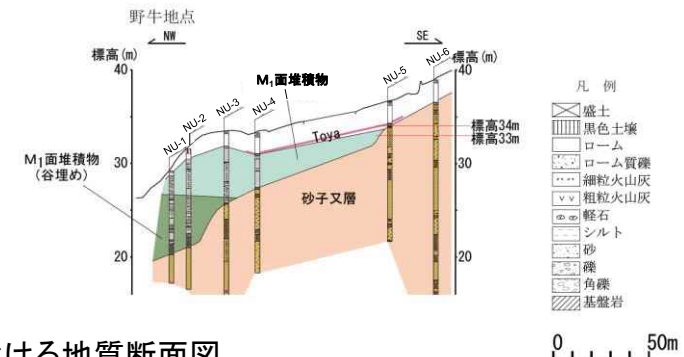 野牛地点
NW
SE
標高(m)
標高(m)
40
40
NU-1
NU-2
NU-3
NU-4
NU-5
NU-6
M₁面堆積物
Toya
標高34m
標高33m
30
30
M₁面堆積物
(谷埋め)
砂子又層
20
20
凡 例
盛土
黒色土壌
ローム
ローム質礫
細粒火山灰
粗粒火山灰
軽石
シルト
砂
礫
角礫
基盤岩
ける地質断面図
0 50m